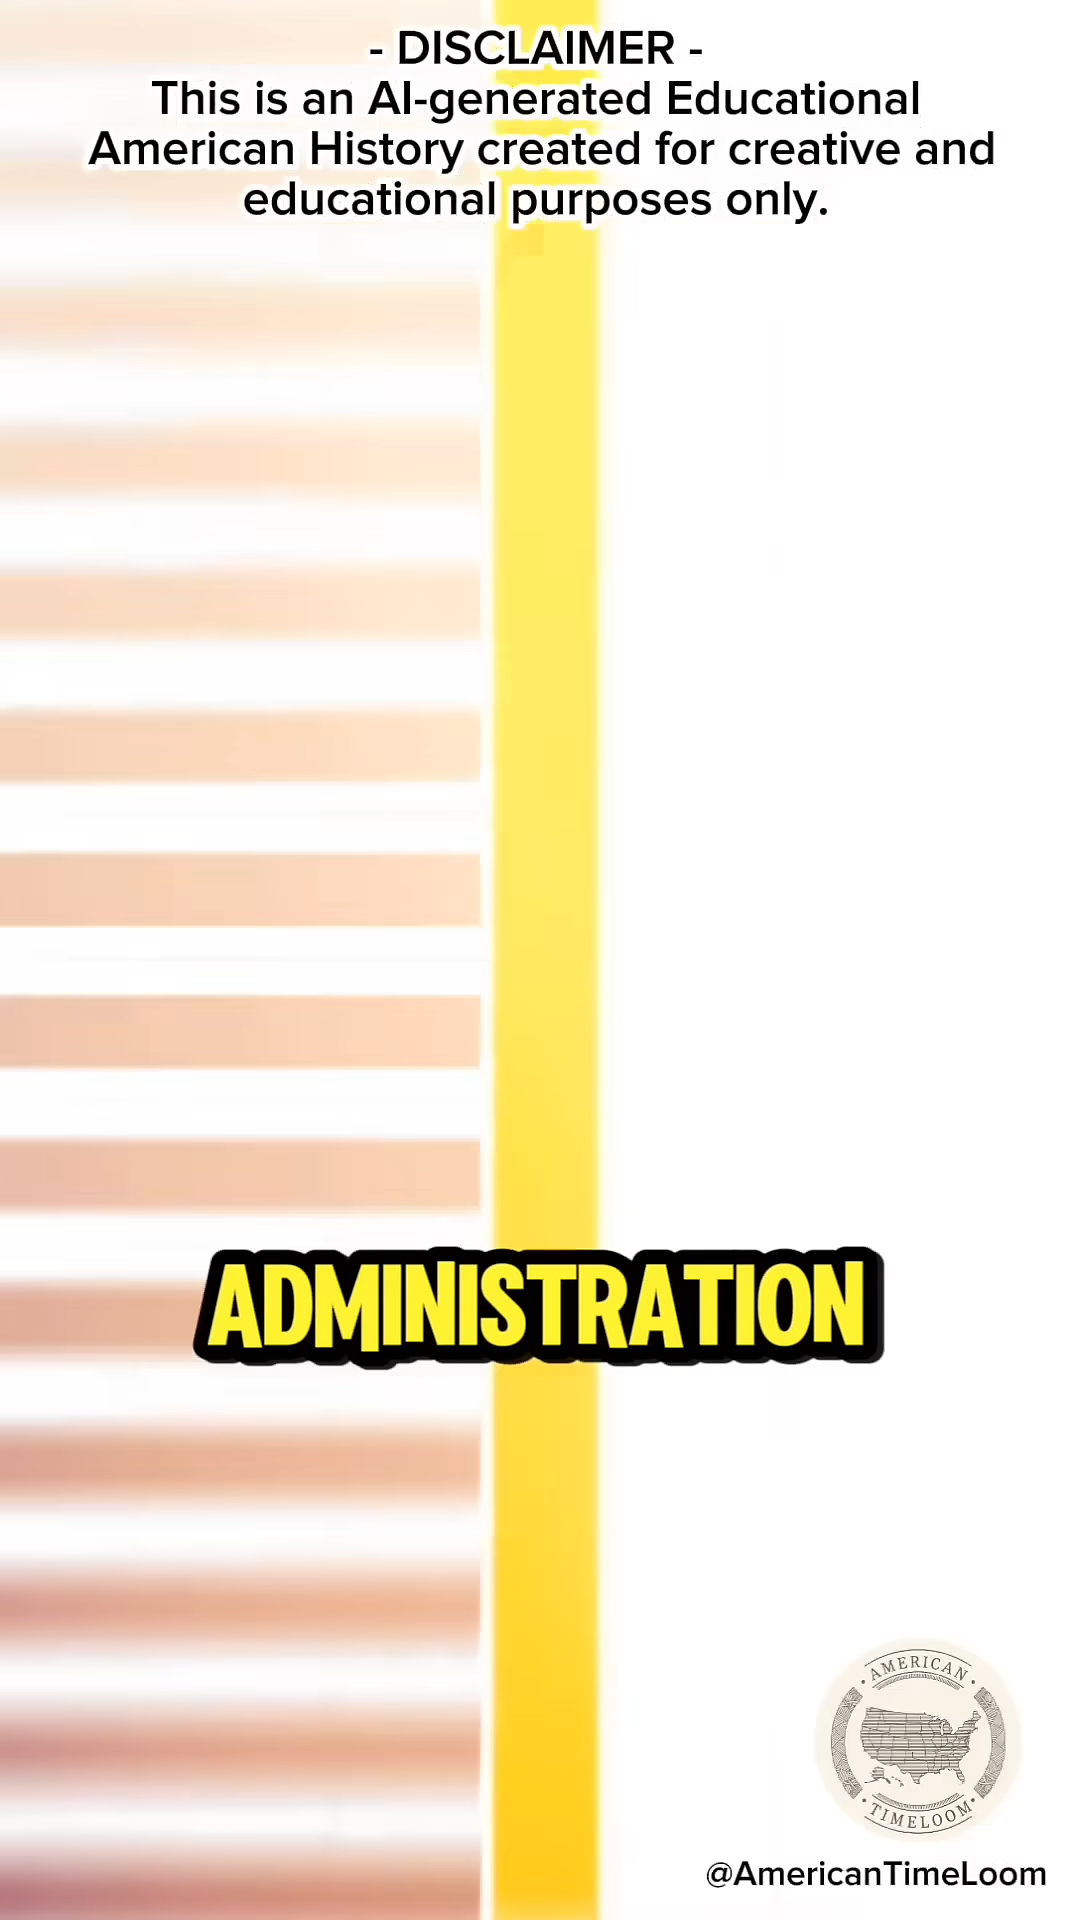 - DISCLAIMER -
This is an AI-generated Educational
American History created for creative and
educational purposes only.
ADMINISTRATION
AMERICAN
TIMELOOM
@AmericanTimeLoom